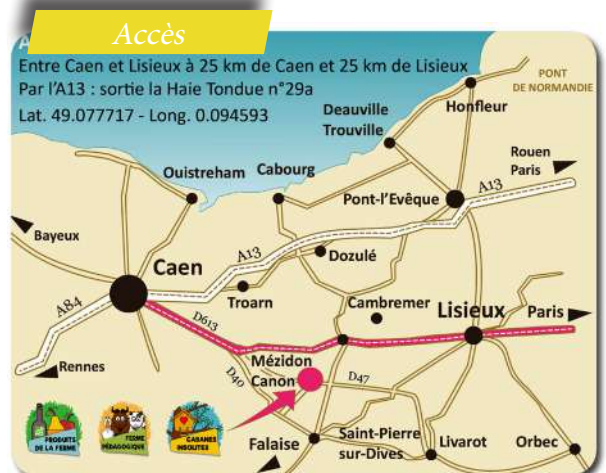 Accès
Entre Caen et Lisieux à 25 km de Caen et 25 km de Lisieux
Par l'A13 : sortie la Haie Tondue n°29a
Lat. 49.077717 - Long. 0.094593
PONT
DE NORMANDIE
Honfleur
Deauville
Trouville
Rouen
Paris
Ouistreham
Cabourg
Pont-l'Evêque
A13
Bayeux
A13
Dozulé
Caen
Troarn
Cambremer
Lisieux
Paris
A84
D613
Rennes
Mézidon
Canon
D40
D47
PRODUITS
DE LA FERME
FERME
PÉDAGOGIQUE
CABANES
INSOLITES
Falaise
Saint-Pierre
sur-Dives
Livarot
Orbec